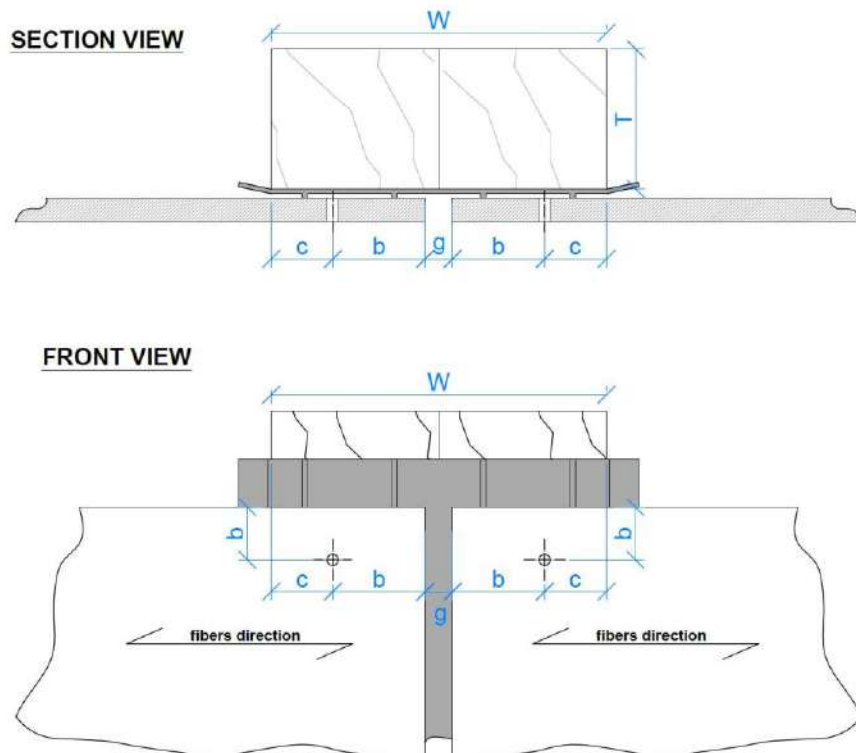 SECTION VIEW
W
T
c b g b c
FRONT VIEW
W
b b
c b g b c
fibers direction fibers direction